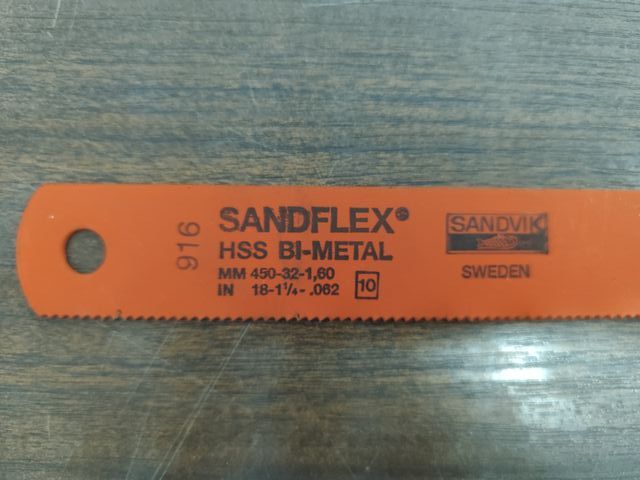 916
SANDFLEX®
HSS BI-METAL
MM 450-32-1,60
IN 18-1¼-.062 10
SANDVIK
SWEDEN